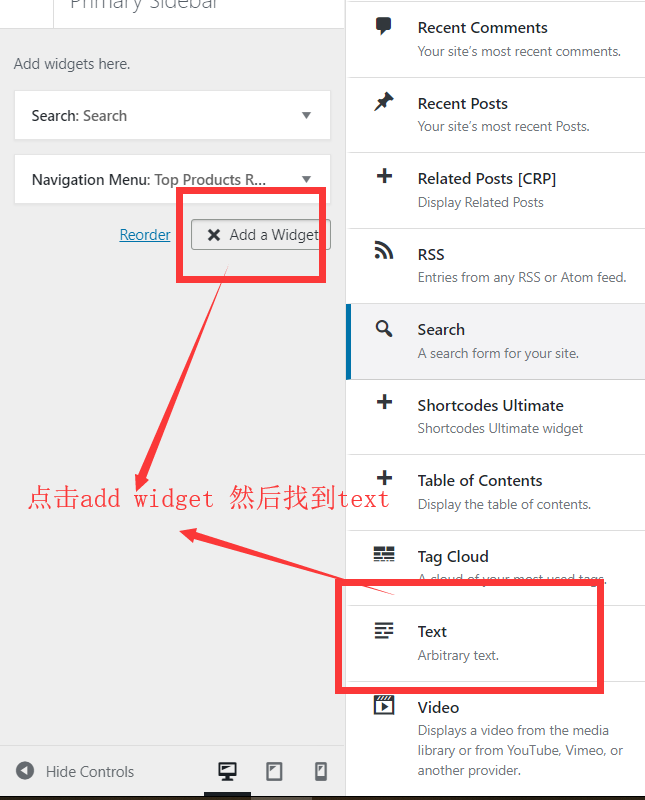 Primary Sidebar
Add widgets here.
Search: Search
Navigation Menu: Top Products R...
Reorder
Add a Widget
点击add widget 然后找到text
Hide Controls
Recent Comments
Your site's most recent comments.
Recent Posts
Your site's most recent Posts.
Related Posts [CRP]
Display Related Posts
RSS
Entries from any RSS or Atom feed.
Search
A search form for your site.
Shortcodes Ultimate
Shortcodes Ultimate widget
Table of Contents
Display the table of contents.
Tag Cloud
A cloud of your most used tags.
Text
Arbitrary text.
Video
Displays a video from the media
library or from YouTube, Vimeo, or
another provider.